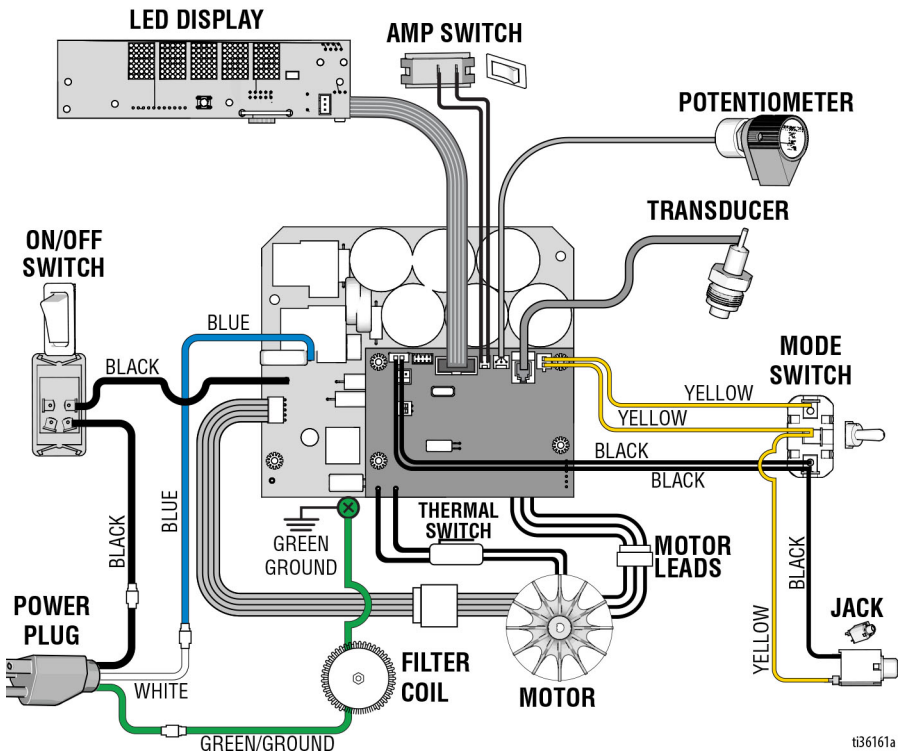 LED DISPLAY
AMP SWITCH
POTENTIOMETER
TRANSDUCER
ON/OFF
SWITCH
BLUE
BLACK
MODE
SWITCH
YELLOW
YELLOW
BLACK
BLACK
BLACK
BLUE
THERMAL
SWITCH
GREEN
GROUND
MOTOR
LEADS
BLACK
POWER
PLUG
YELLOW
JACK
WHITE
FILTER
COIL
MOTOR
GREEN/GROUND
ti36161a